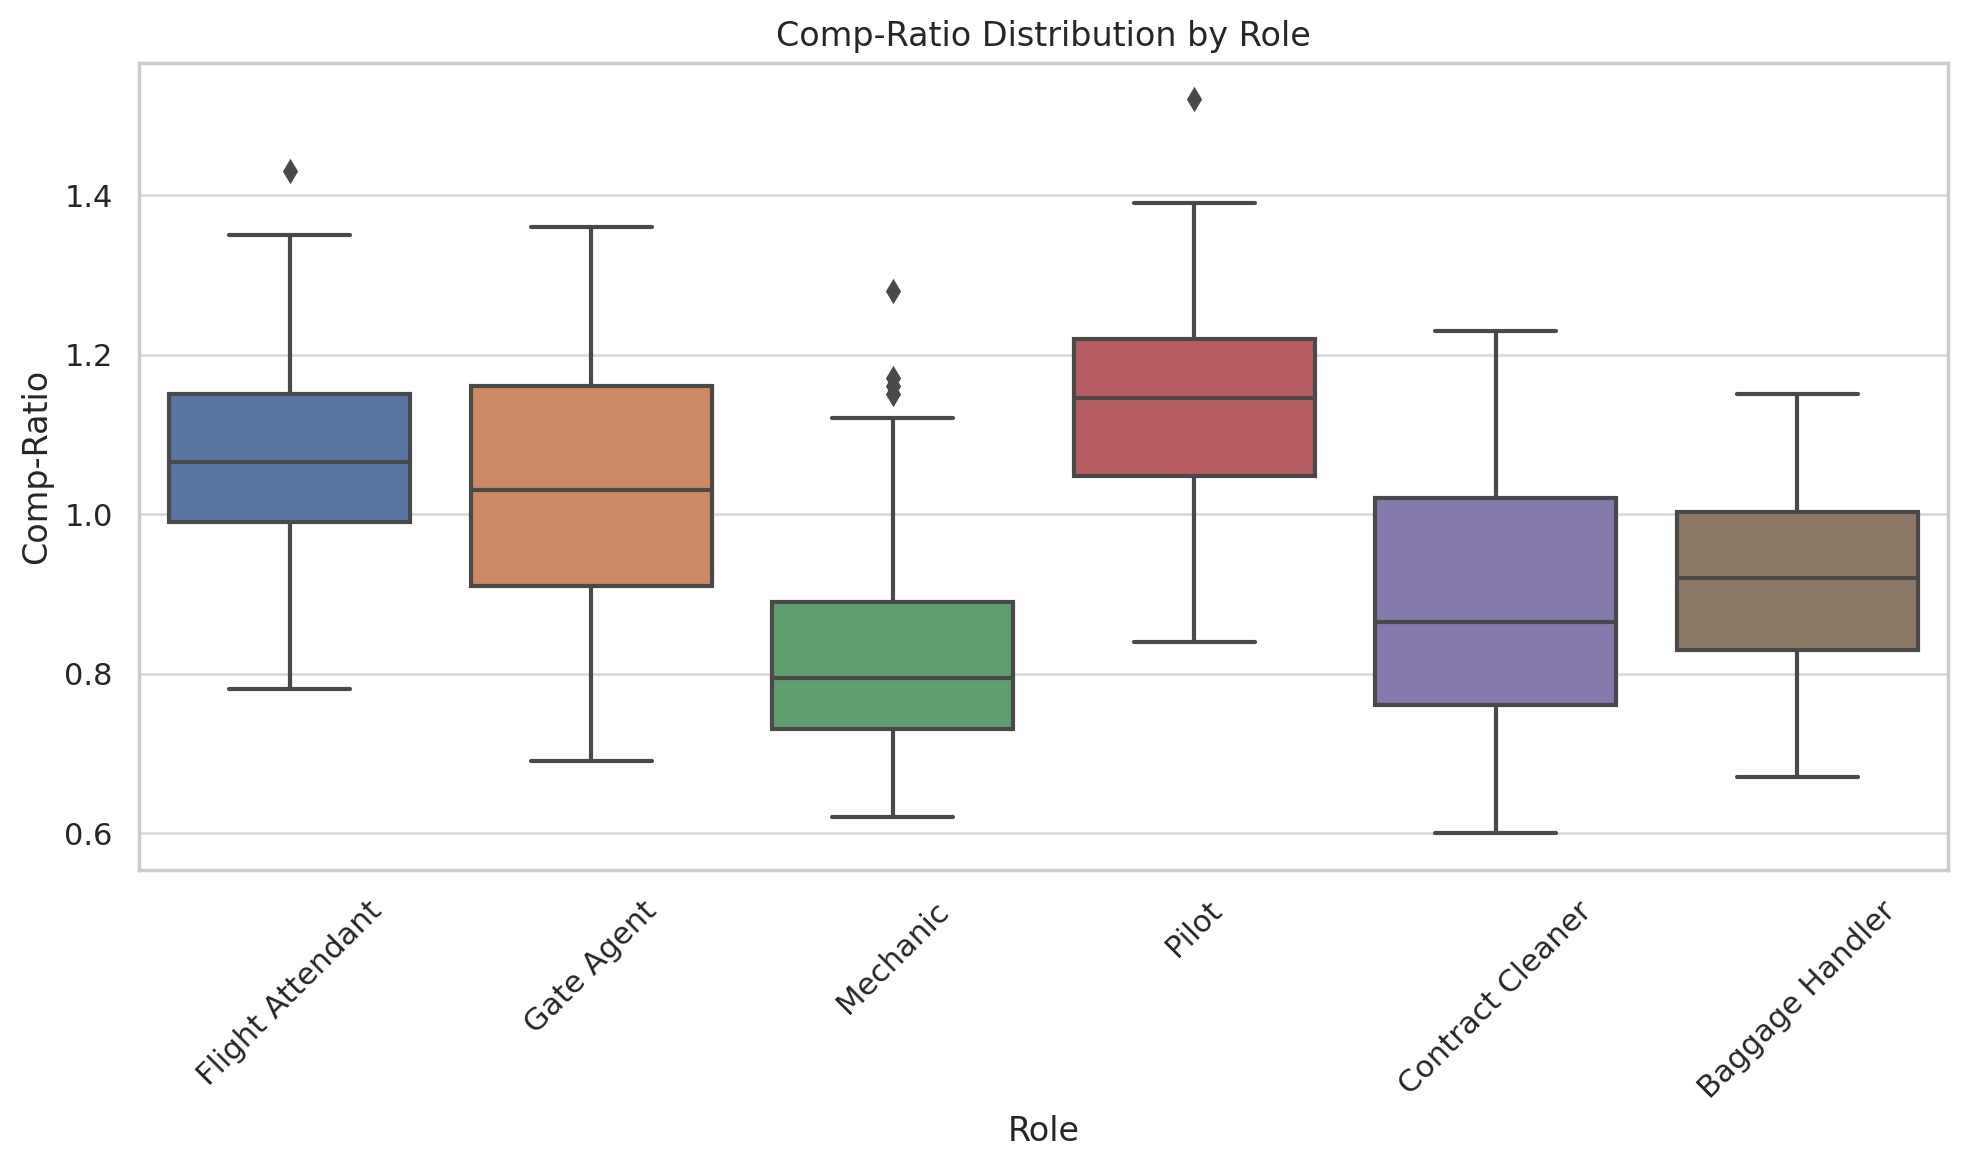 Comp-Ratio Distribution by Role
Comp-Ratio
1.4
1.2
1.0
0.8
0.6
Flight Attendant
Gate Agent
Mechanic
Pilot
Contract Cleaner
Baggage Handler
Role